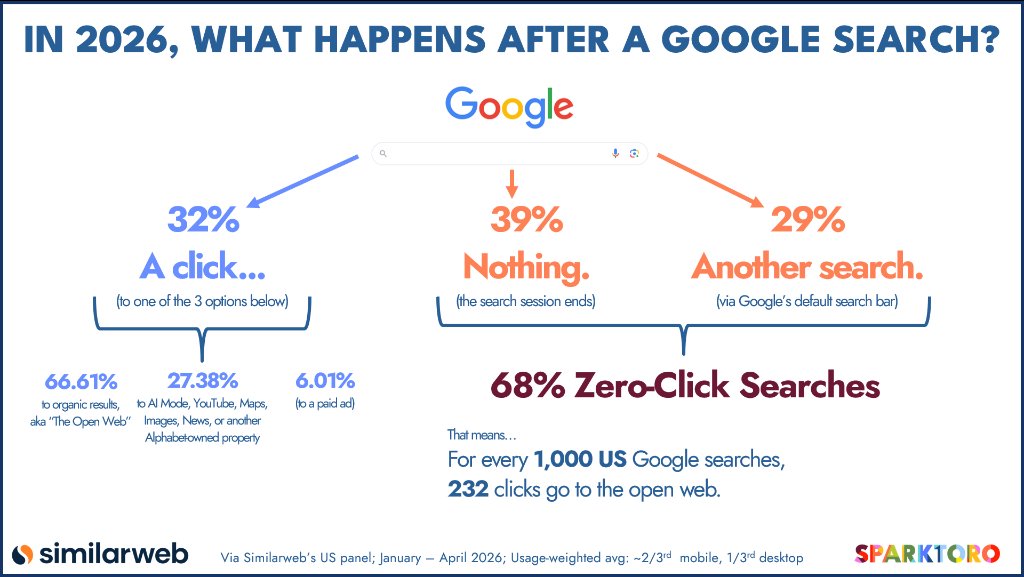 IN 2026, WHAT HAPPENS AFTER A GOOGLE SEARCH?
Google
32%
A click...
(to one of the 3 options below)
39%
Nothing.
(the search session ends)
29%
Another search.
(via Google's default search bar)
66.61%
to organic results,
aka "The Open Web"
27.38%
to AI Mode, YouTube, Maps,
Images, News, or another
Alphabet-owned property
6.01%
(to a paid ad)
68% Zero-Click Searches
That means...
For every 1,000 US Google searches,
232 clicks go to the open web.
similarweb
Via Similarweb's US panel; January – April 2026; Usage-weighted avg: ~2/3rd mobile, 1/3rd desktop
SPARKTORO